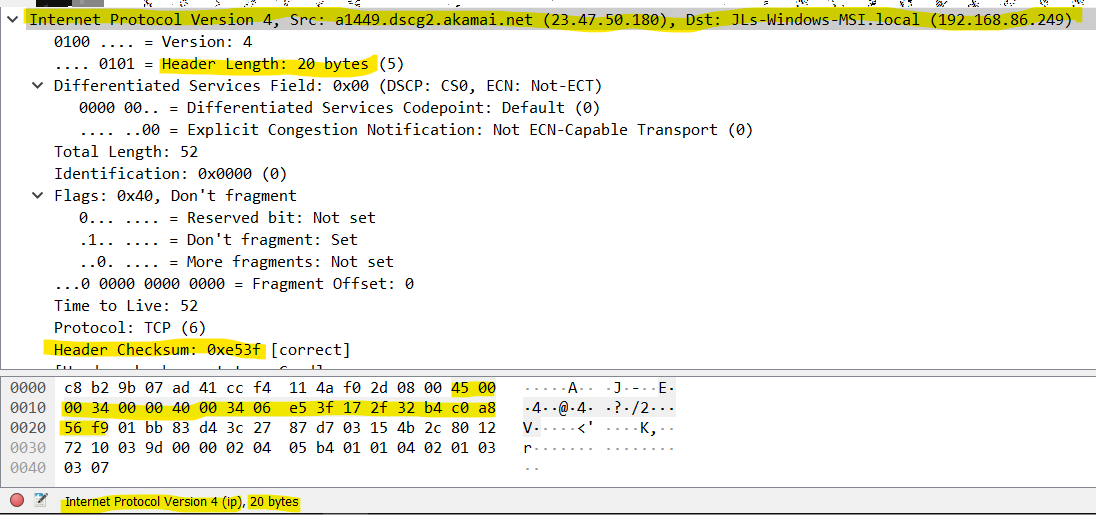 Internet Protocol Version 4, Src: a1449.dscg2.akamai.net (23.47.50.180), Dst: JLs-Windows-MSI.local (192.168.86.249)
0100 .... = Version: 4
.... 0101 = Header Length: 20 bytes (5)
Differentiated Services Field: 0x00 (DSCP: CS0, ECN: Not-ECT)
0000 00.. = Differentiated Services Codepoint: Default (0)
.... ..00 = Explicit Congestion Notification: Not ECN-Capable Transport (0)
Total Length: 52
Identification: 0x0000 (0)
Flags: 0x40, Don't fragment
0... .... = Reserved bit: Not set
.1.. .... = Don't fragment: Set
..0. .... = More fragments: Not set
...0 0000 0000 0000 = Fragment Offset: 0
Time to Live: 52
Protocol: TCP (6)
Header Checksum: 0xe53f [correct]
0000 c8 b2 9b 07 ad 41 cc f4 11 4a f0 2d 08 00 45 00 ·····A·· ·J·-··E·
0010 00 34 00 00 40 00 34 06 e5 3f 17 2f 32 b4 c0 a8 ·4··@·4· ·?·/2···
0020 56 f9 01 bb 83 d4 3c 27 87 d7 03 15 4b 2c 80 12 V·····<' ····K,··
0030 72 10 03 9d 00 00 02 04 05 b4 01 01 04 02 01 03 r······· ········
0040 03 07 ··
Internet Protocol Version 4 (ip), 20 bytes